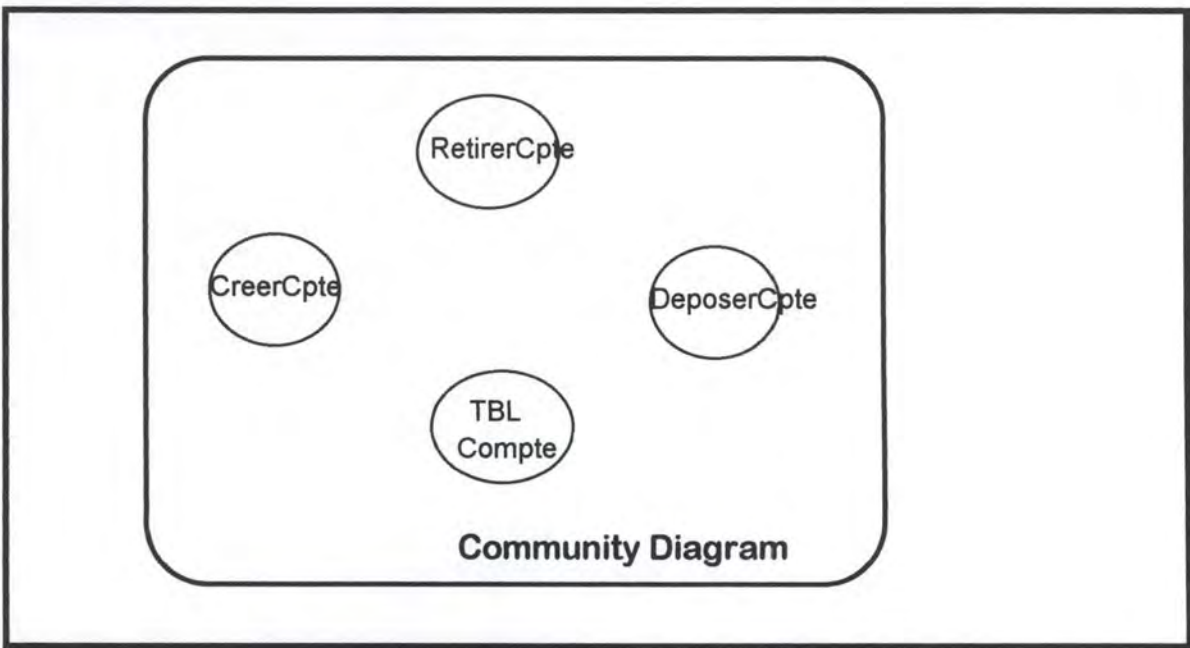 RetirerCpte
CreerCpte
DeposerCpte
TBL
Compte
Community Diagram